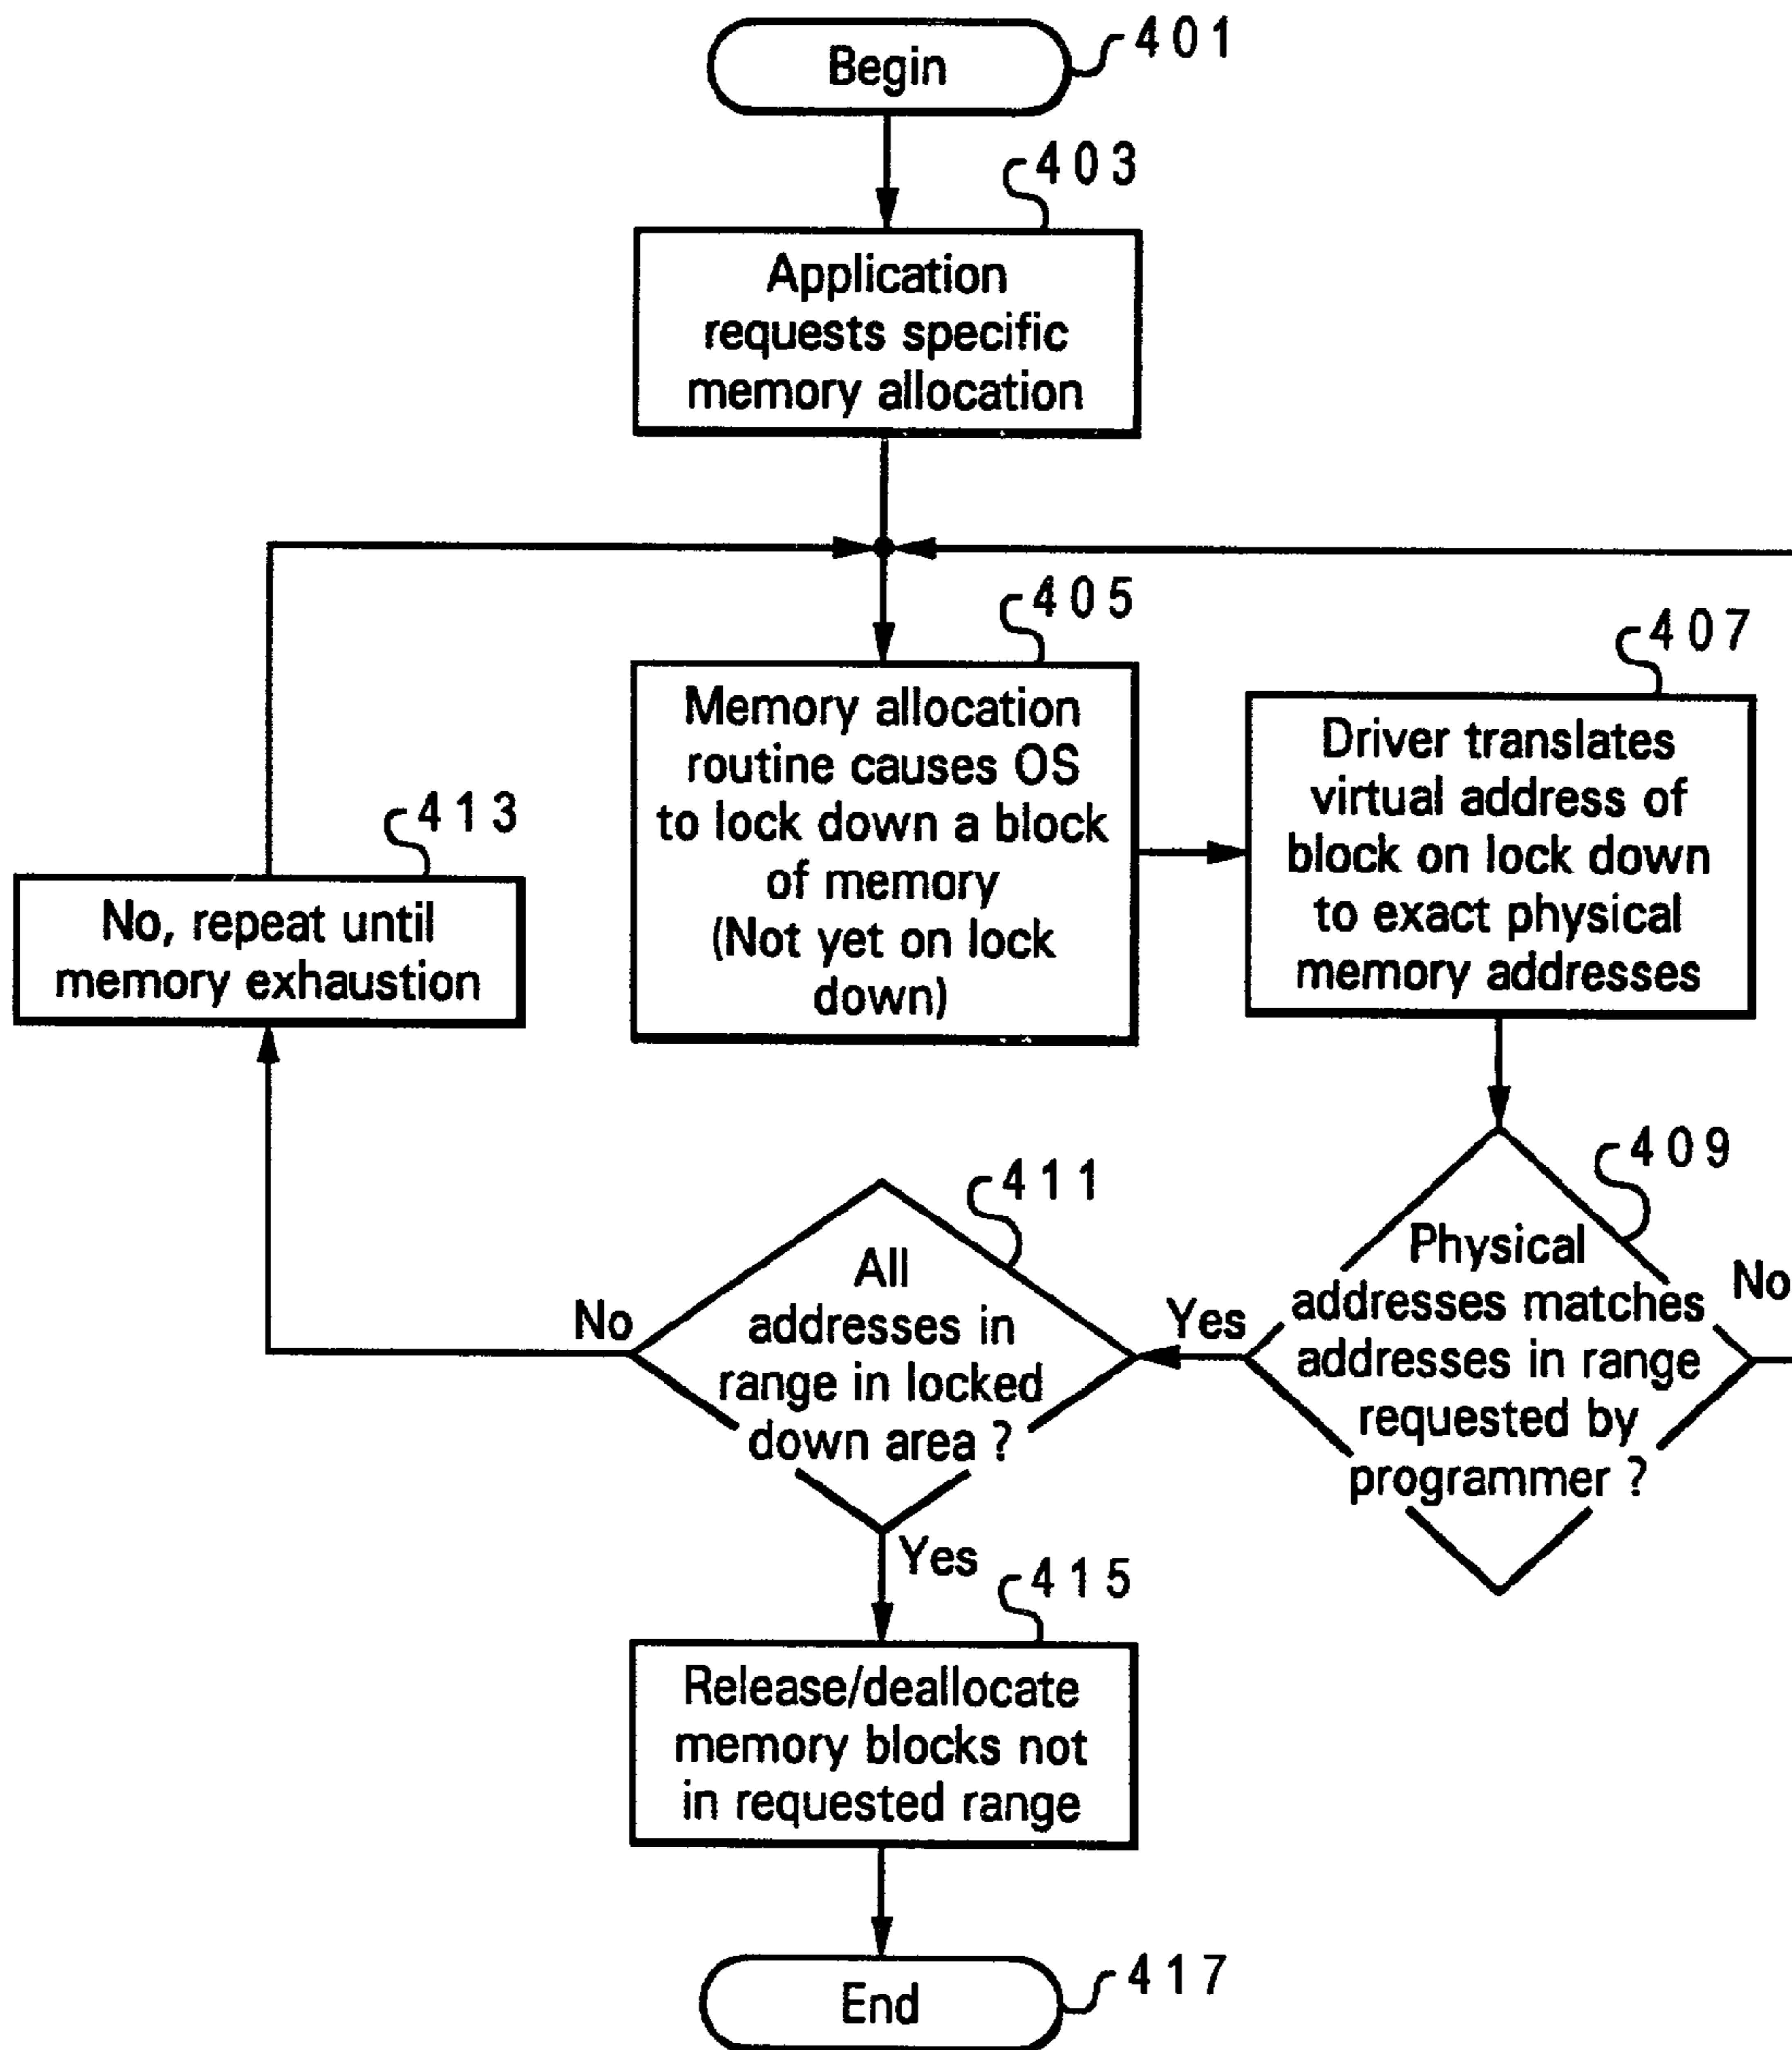 Begin
401
403
Application
requests specific
memory allocation
405
Memory allocation
routine causes OS
to lock down a block
of memory
(Not yet on lock
down)
407
Driver translates
virtual address of
block on lock down
to exact physical
memory addresses
413
No, repeat until
memory exhaustion
409
Physical
addresses matches
addresses in range
requested by
programmer ?
No
Yes
411
All
addresses in
range in locked
down area ?
No
Yes
415
Release/deallocate
memory blocks not
in requested range
End
417